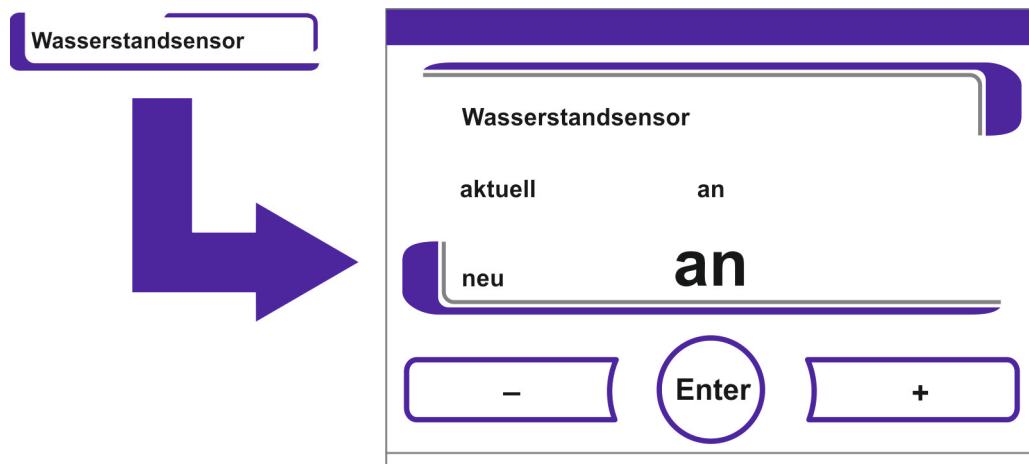 Wasserstandsensor
Wasserstandsensor
aktuell an
neu an
– Enter +